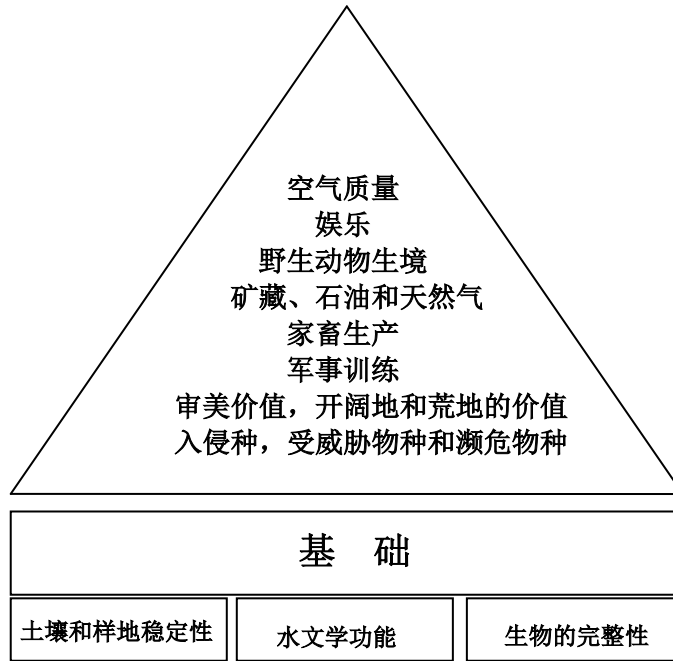 空气质量
娱乐
野生动物生境
矿藏、石油和天然气
家畜生产
军事训练
审美价值，开阔地和荒地的价值
入侵种，受威胁物种和濒危物种
基 础
土壤和样地稳定性
水文学功能
生物的完整性